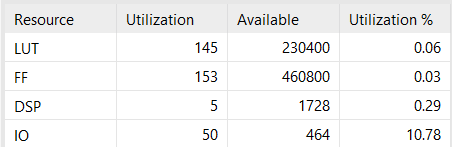 Resource Utilization Available Utilization %
LUT 145 230400 0.06
FF 153 460800 0.03
DSP 5 1728 0.29
IO 50 464 10.78